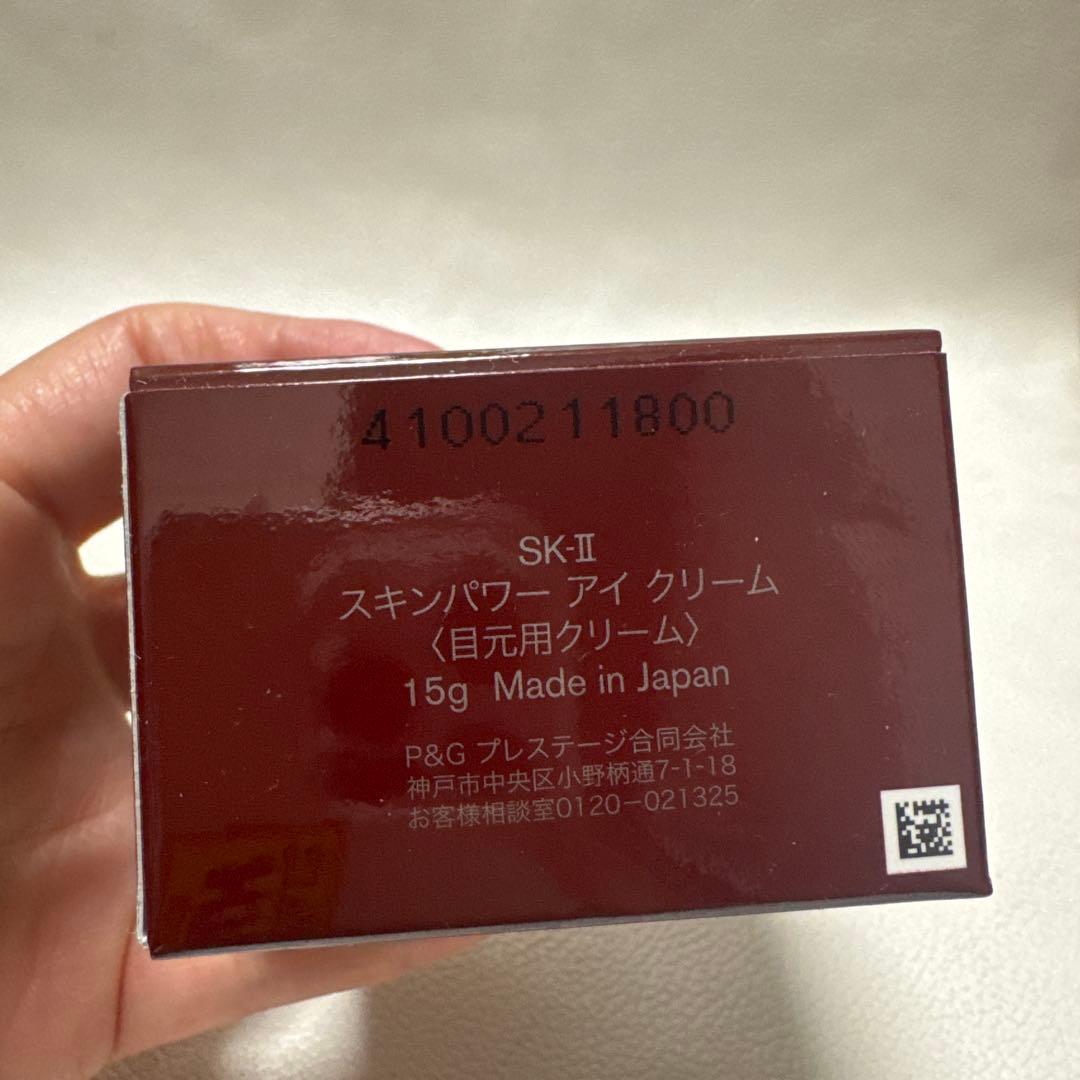 4100211800
SK-Ⅱ
スキンパワー アイ クリーム
〈目元用クリーム〉
15g Made in Japan
P&G プレステージ合同会社
神戸市中央区小野柄通7-1-18
お客様相談室0120-021325